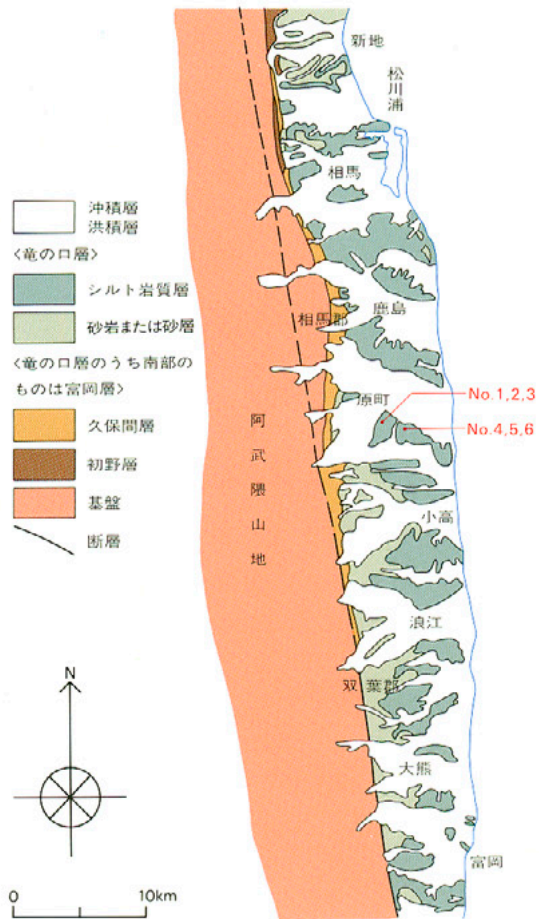 新地
松川浦
相馬
鹿島
相馬郡
原町
No.1,2,3
No.4,5,6
阿武隈山地
小高
浪江
双葉郡
大熊
富岡
沖積層
洪積層
<竜の口層>
シルト岩質層
砂岩または砂層
<竜の口層のうち南部の
ものは富岡層>
久保間層
初野層
基盤
断層
N
0 10km